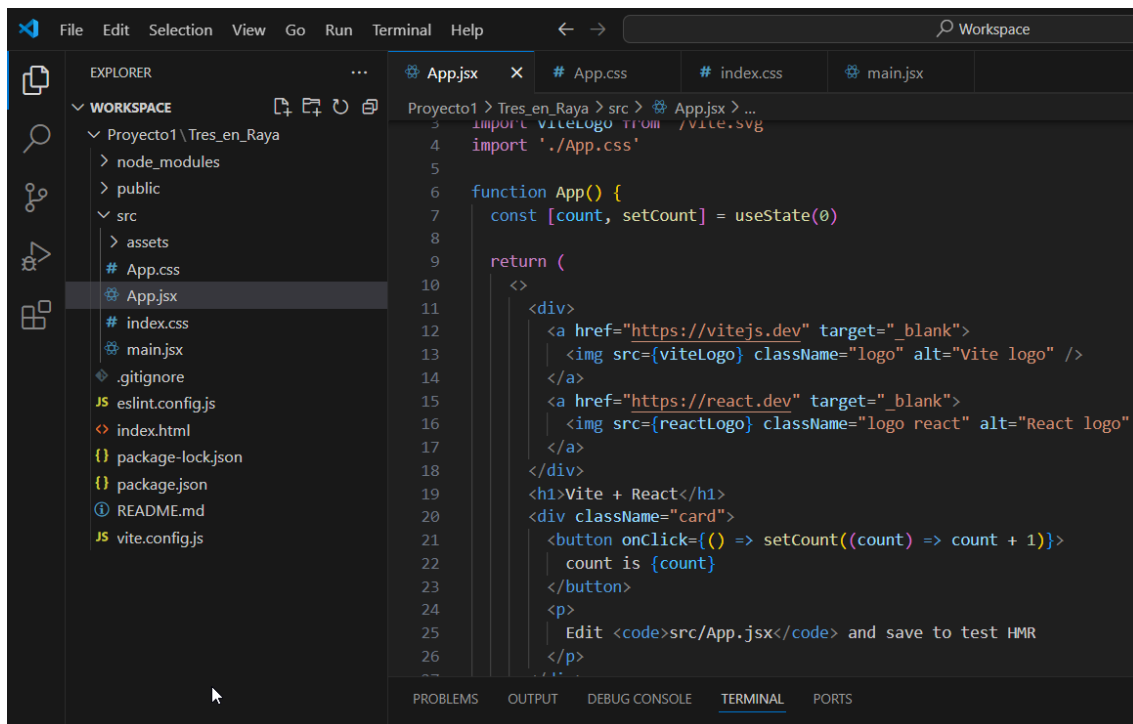 File Edit Selection View Go Run Terminal Help Workspace
EXPLORER ...
App.jsx # App.css # index.css main.jsx
WORKSPACE
Proyecto1 > Tres_en_Raya > src > App.jsx > ...
Proyecto1 \ Tres_en_Raya
> node_modules
> public
src
> assets
# App.css
App.jsx
# index.css
main.jsx
.gitignore
JS eslint.config.js
<> index.html
{} package-lock.json
{} package.json
README.md
JS vite.config.js
3 import viteLogo from '/vite.svg
4 import './App.css'
5
6 function App() {
7 const [count, setCount] = useState(0)
8
9 return (
10 <>
11 <div>
12 <a href="https://vitejs.dev" target="_blank">
13 <img src={viteLogo} className="logo" alt="Vite logo" />
14 </a>
15 <a href="https://react.dev" target="_blank">
16 <img src={reactLogo} className="logo react" alt="React logo"
17 </a>
18 </div>
19 <h1>Vite + React</h1>
20 <div className="card">
21 <button onClick={() => setCount((count) => count + 1)}>
22 count is {count}
23 </button>
24 <p>
25 Edit <code>src/App.jsx</code> and save to test HMR
26 </p>
PROBLEMS OUTPUT DEBUG CONSOLE TERMINAL PORTS